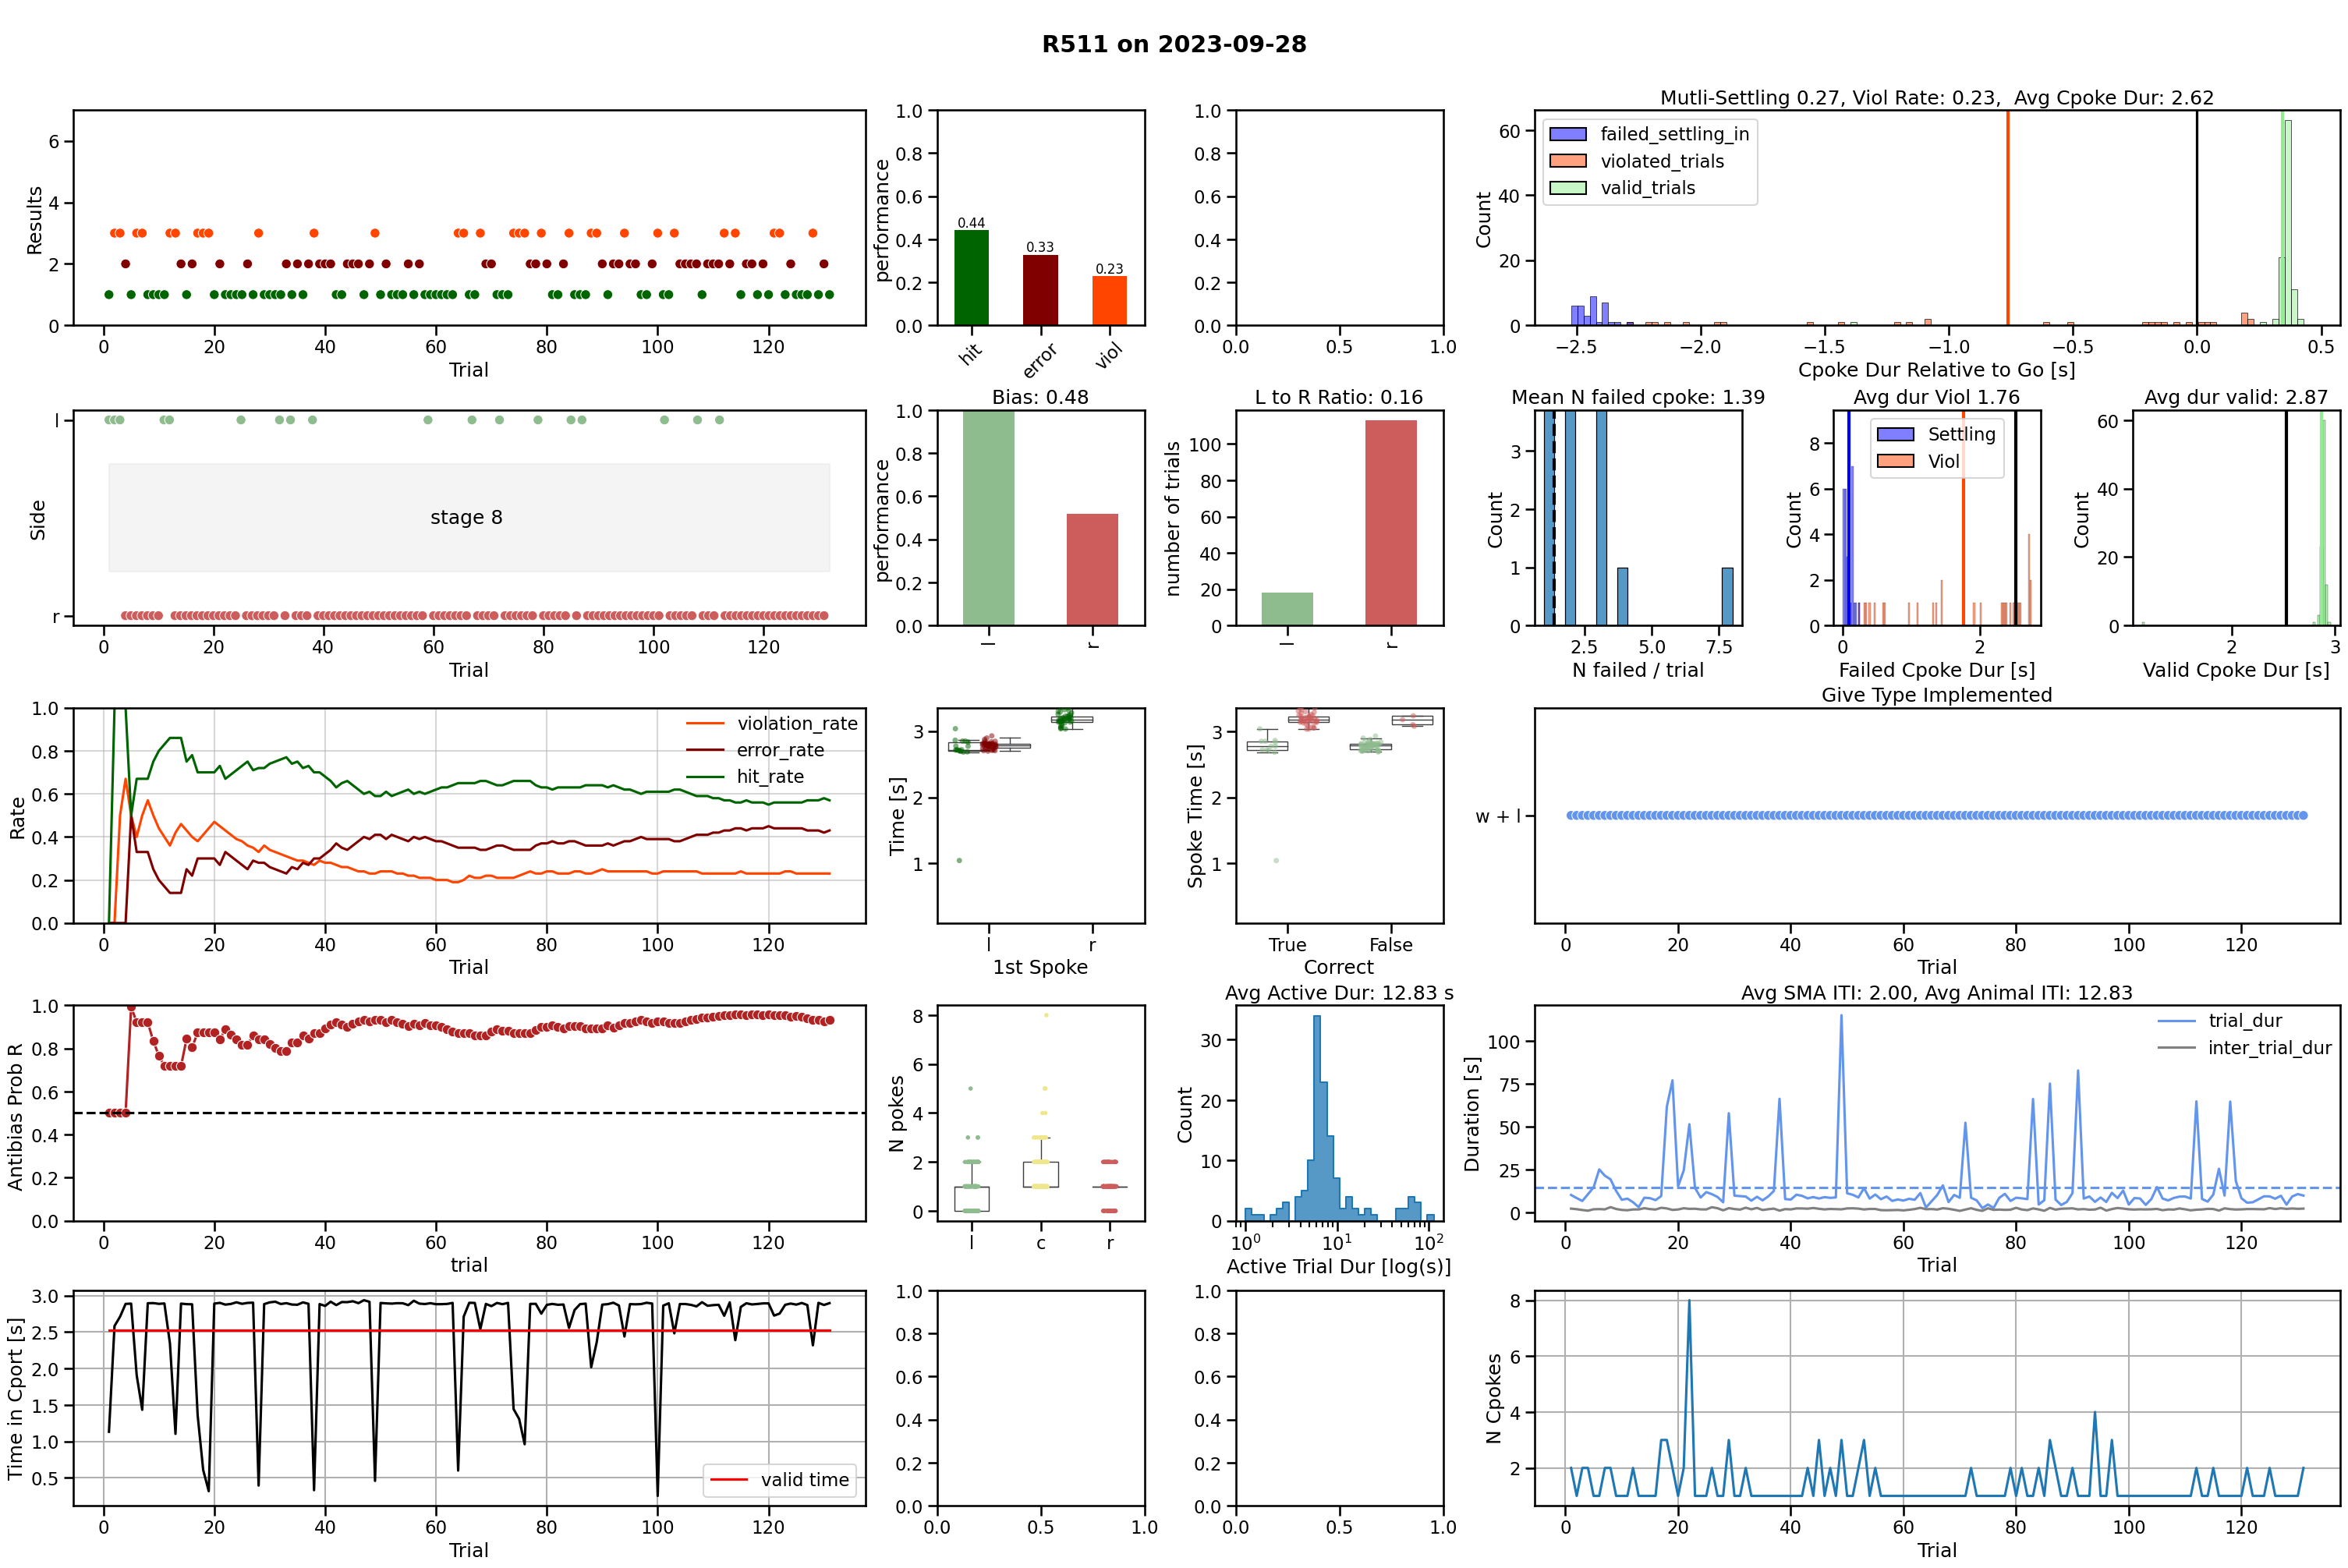 R511 on 2023-09-28
Results
6
4
2
0
0 20 40 60 80 100 120
Trial
performance
1.0
0.8
0.6
0.4
0.2
0.0
0.44
0.33
0.23
hit
error
viol
1.0
0.8
0.6
0.4
0.2
0.0
0.0 0.5 1.0
Mutli-Settling 0.27, Viol Rate: 0.23, Avg Cpoke Dur: 2.62
failed_settling_in
violated_trials
valid_trials
Count
60
40
20
0
−2.5 −2.0 −1.5 −1.0 −0.5 0.0 0.5
Cpoke Dur Relative to Go [s]
Side
l
stage 8
r
0 20 40 60 80 100 120
Trial
Bias: 0.48
performance
1.0
0.8
0.6
0.4
0.2
0.0
l r
L to R Ratio: 0.16
number of trials
100
80
60
40
20
0
l r
Mean N failed cpoke: 1.39
Count
3
2
1
0
2.5 5.0 7.5
N failed / trial
Avg dur Viol 1.76
Settling
Viol
Count
8
6
4
2
0
0 2
Failed Cpoke Dur [s]
Avg dur valid: 2.87
Count
60
40
20
0
2 3
Valid Cpoke Dur [s]
Rate
1.0
0.8
0.6
0.4
0.2
0.0
violation_rate
error_rate
hit_rate
0 20 40 60 80 100 120
Trial
Time [s]
3
2
1
l r
1st Spoke
Spoke Time [s]
3
2
1
True False
Correct
Give Type Implemented
w + l
0 20 40 60 80 100 120
Trial
Antibias Prob R
1.0
0.8
0.6
0.4
0.2
0.0
0 20 40 60 80 100 120
trial
N pokes
8
6
4
2
0
l c r
Avg Active Dur: 12.83 s
Count
30
20
10
0
10⁰ 10¹ 10²
Active Trial Dur [log(s)]
Avg SMA ITI: 2.00, Avg Animal ITI: 12.83
trial_dur
inter_trial_dur
Duration [s]
100
75
50
25
0
0 20 40 60 80 100 120
Trial
Time in Cport [s]
3.0
2.5
2.0
1.5
1.0
0.5
valid time
0 20 40 60 80 100 120
Trial
1.0
0.8
0.6
0.4
0.2
0.0
0.0 0.5 1.0
1.0
0.8
0.6
0.4
0.2
0.0
0.0 0.5 1.0
N Cpokes
8
6
4
2
0 20 40 60 80 100 120
Trial